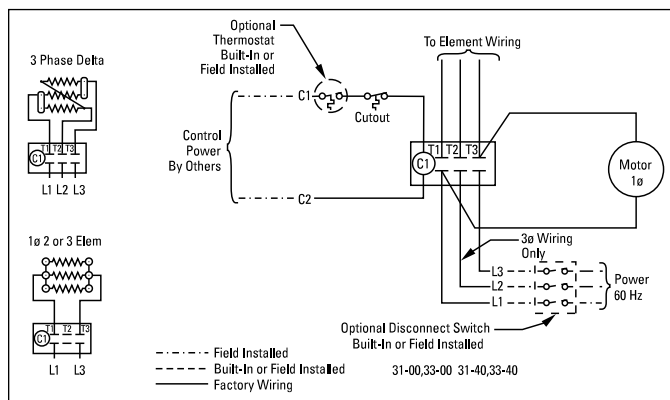 3 Phase Delta
T1 T2 T3
C1
L1 L2 L3
1ø 2 or 3 Elem
T1 T2 T3
C1
L1 L3
Optional
Thermostat
Built-In or
Field Installed
C1
Cutout
Control
Power
By Others
C2
To Element Wiring
T1 T2 T3
C1
Motor
1ø
3ø Wiring
Only
L3
L2
L1
Power
60 Hz
Optional Disconnect Switch
Built-In or Field Installed
Field Installed
Built-In or Field Installed
Factory Wiring
31-00,33-00 31-40,33-40